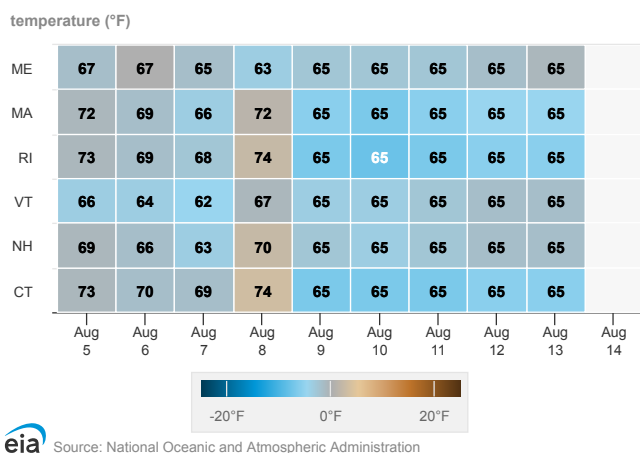 temperature (°F)
ME 67 67 65 63 65 65 65 65 65
MA 72 69 66 72 65 65 65 65 65
RI 73 69 68 74 65 65 65 65 65
VT 66 64 62 67 65 65 65 65 65
NH 69 66 63 70 65 65 65 65 65
CT 73 70 69 74 65 65 65 65 65
Aug Aug Aug Aug Aug Aug Aug Aug Aug Aug
5 6 7 8 9 10 11 12 13 14
-20°F 0°F 20°F
eia Source: National Oceanic and Atmospheric Administration